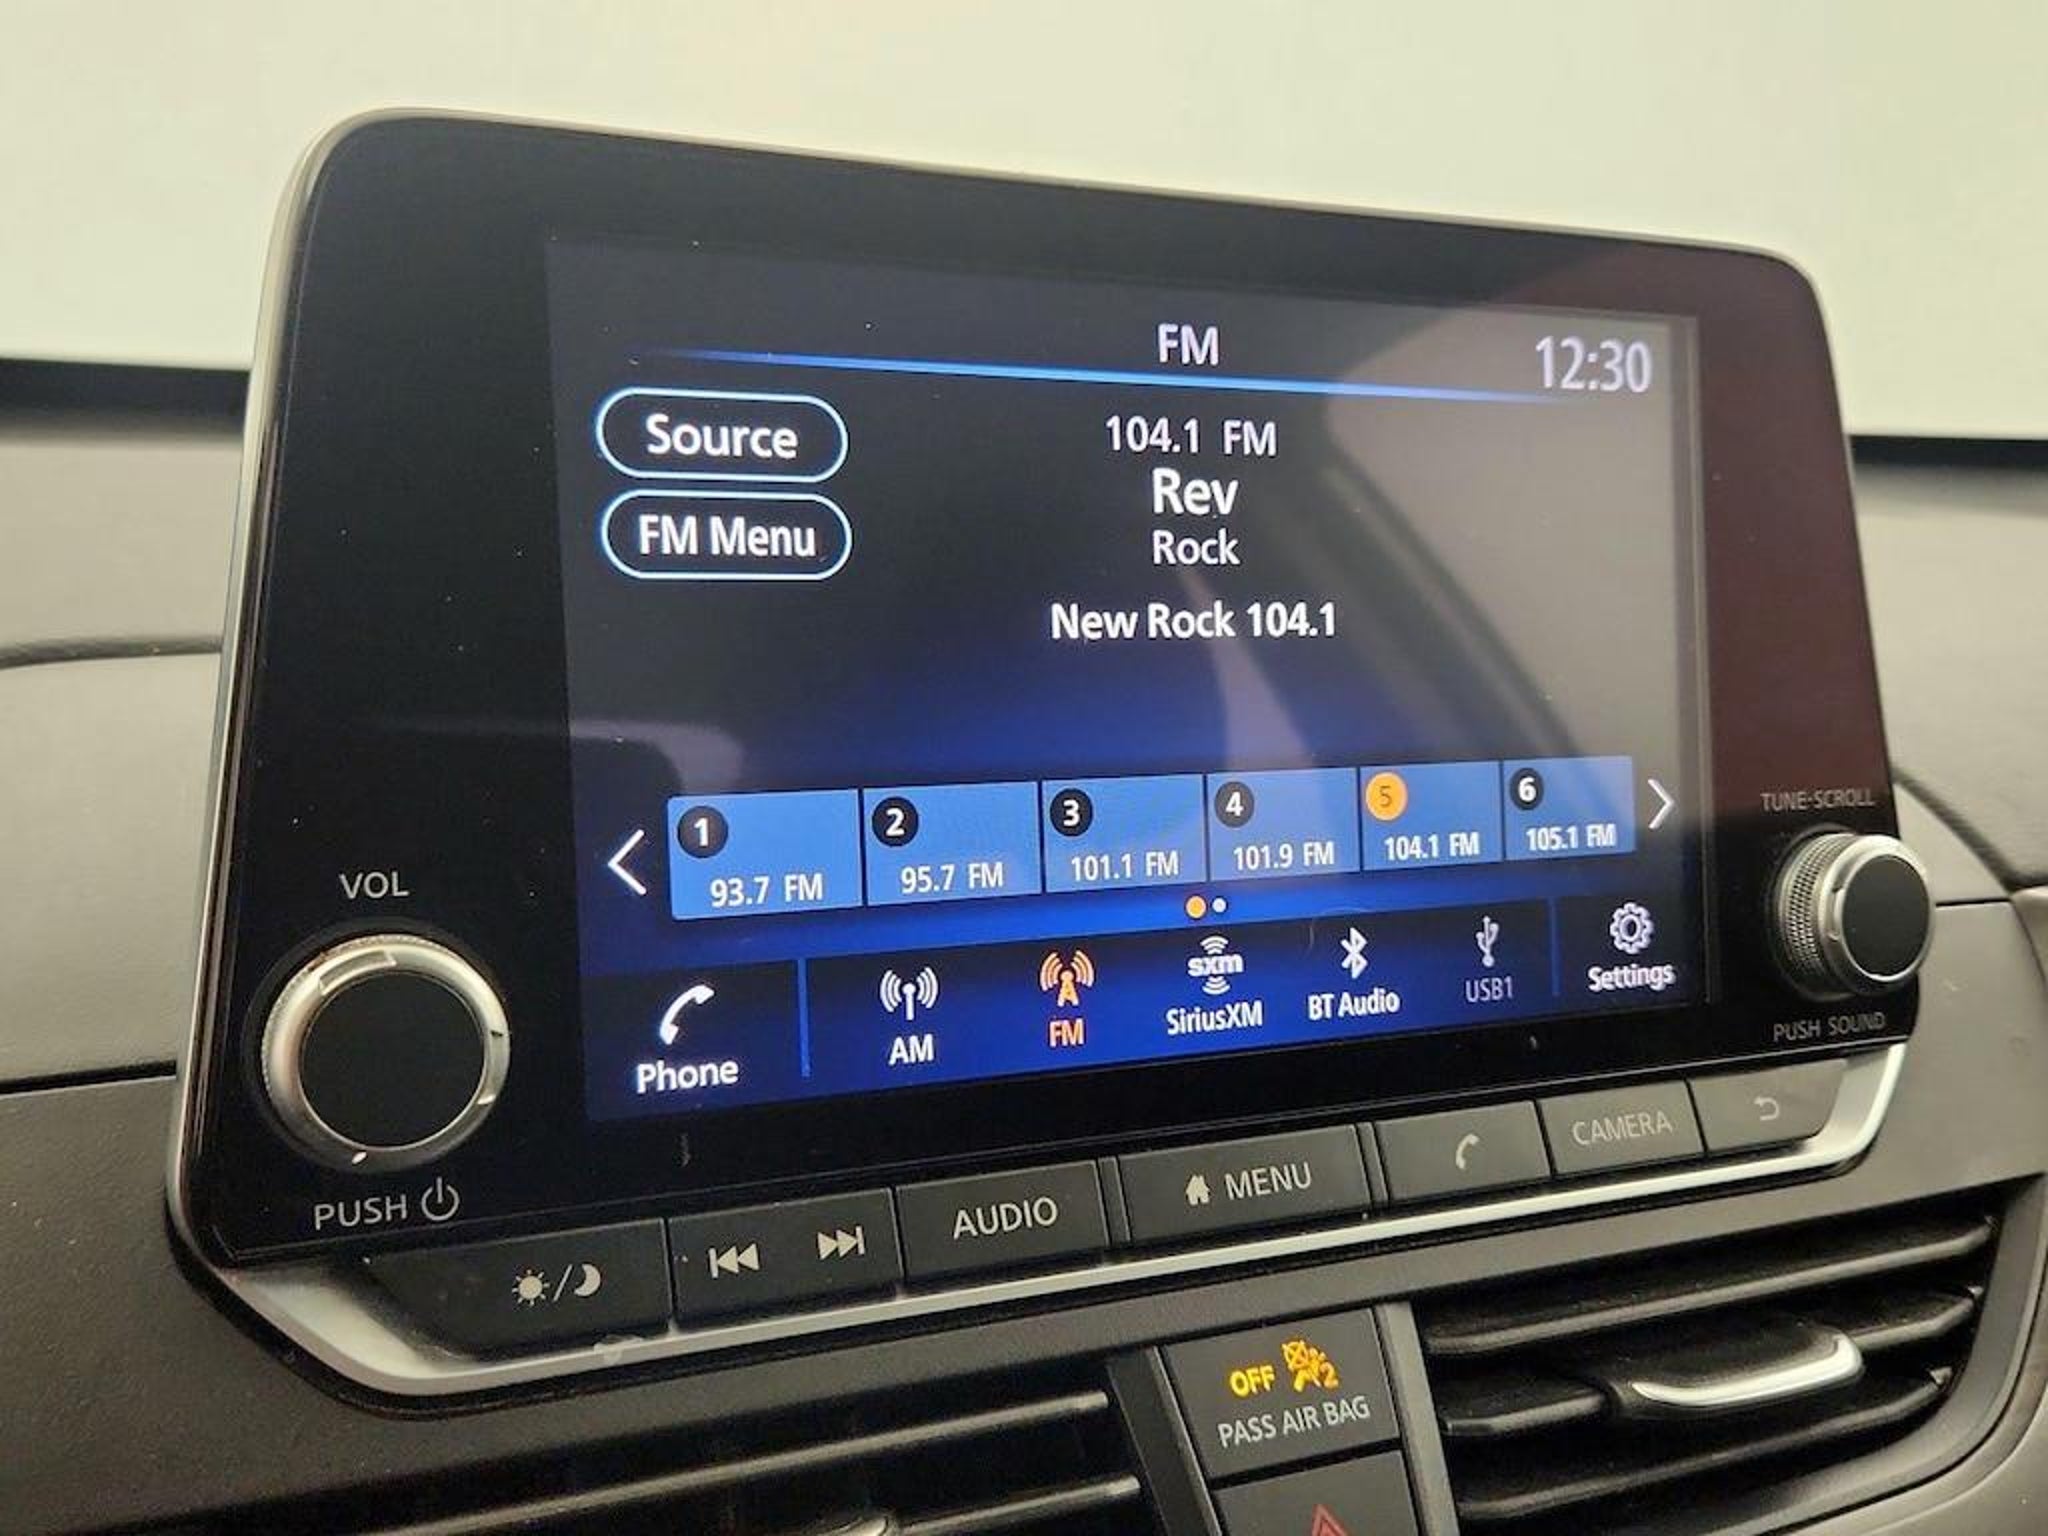 FM
12:30
Source
104.1 FM
Rev
FM Menu
Rock
New Rock 104.1
1
93.7 FM
2
95.7 FM
3
101.1 FM
4
101.9 FM
5
104.1 FM
6
105.1 FM
Phone
AM
FM
sxm
SiriusXM
BT Audio
USB1
Settings
VOL
PUSH
TUNE·SCROLL
PUSH SOUND
AUDIO
MENU
CAMERA
OFF 2
PASS AIR BAG